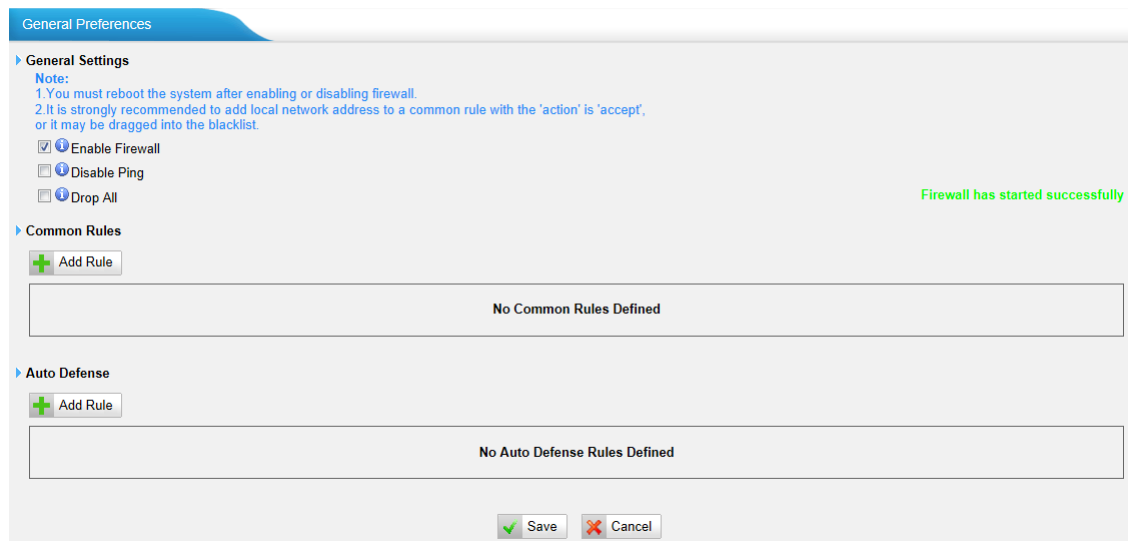 General Preferences
General Settings
Note:
1.You must reboot the system after enabling or disabling firewall.
2.It is strongly recommended to add local network address to a common rule with the 'action' is 'accept',
or it may be dragged into the blacklist.
Enable Firewall
Disable Ping
Drop All
Firewall has started successfully
Common Rules
Add Rule
No Common Rules Defined
Auto Defense
Add Rule
No Auto Defense Rules Defined
Save
Cancel